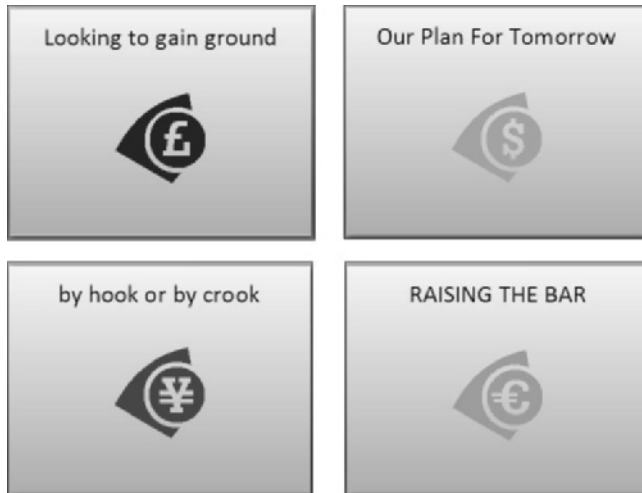 Looking to gain ground
£
Our Plan For Tomorrow
$
by hook or by crook
¥
RAISING THE BAR
€